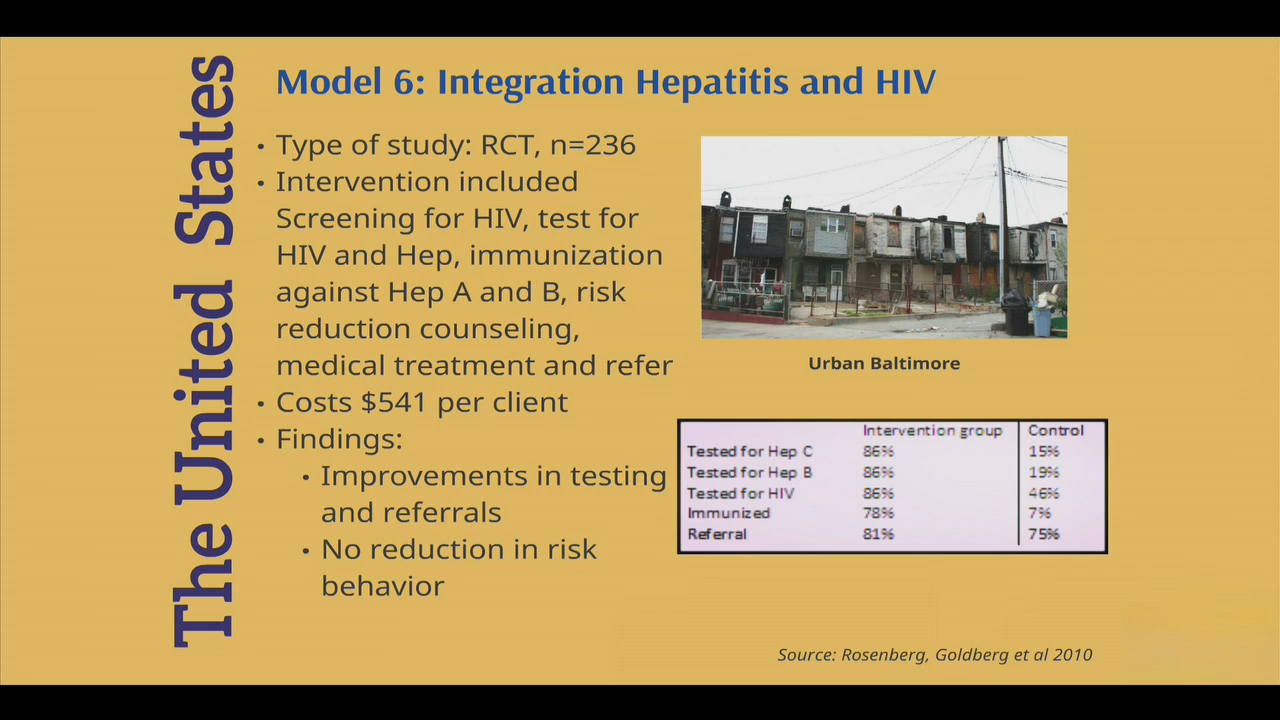 The United States
Model 6: Integration Hepatitis and HIV
• Type of study: RCT, n=236
• Intervention included
Screening for HIV, test for
HIV and Hep, immunization
against Hep A and B, risk
reduction counseling,
medical treatment and refer
• Costs $541 per client
• Findings:
• Improvements in testing
and referrals
• No reduction in risk
behavior
Urban Baltimore
Intervention group Control
Tested for Hep C 86% 15%
Tested for Hep B 86% 19%
Tested for HIV 86% 46%
Immunized 78% 7%
Referral 81% 75%
Source: Rosenberg, Goldberg et al 2010